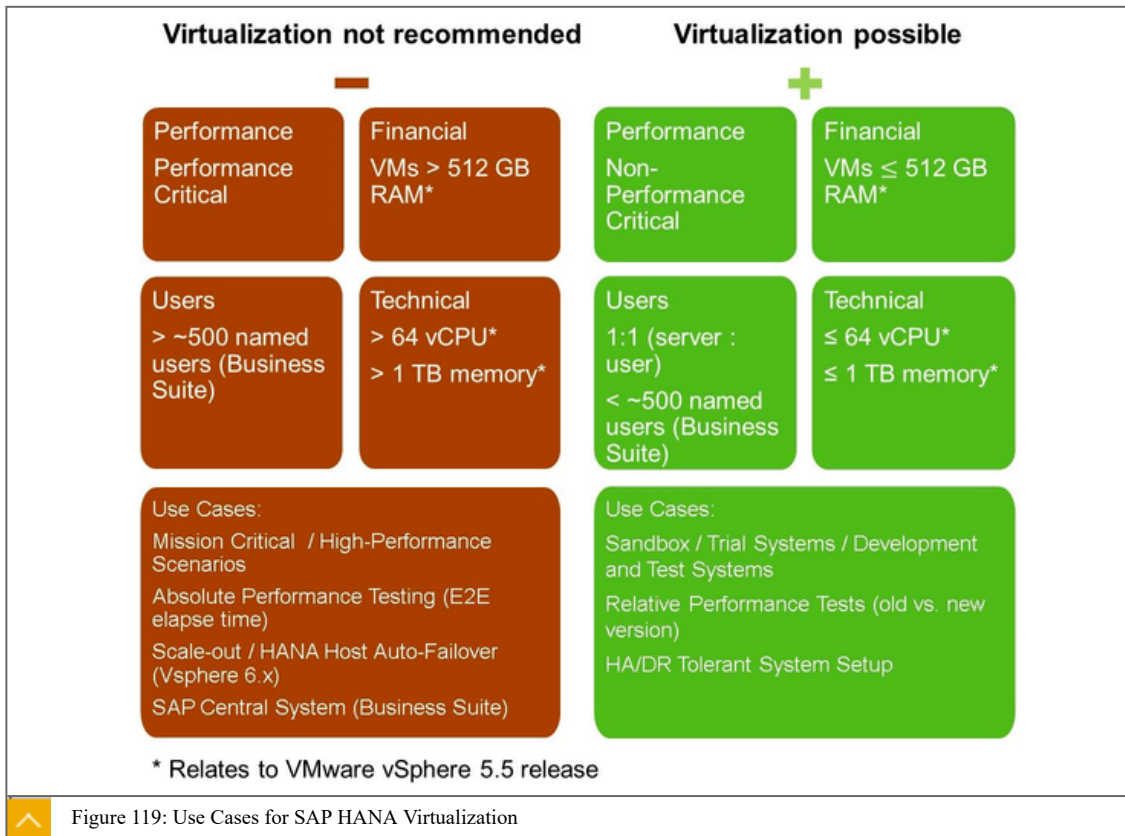 Virtualization not recommended
Virtualization possible
Performance
Performance
Critical
Financial
VMs > 512 GB
RAM*
Performance
Non-
Performance
Critical
Financial
VMs ≤ 512 GB
RAM*
Users
> ~500 named
users (Business
Suite)
Technical
> 64 vCPU*
> 1 TB memory*
Users
1:1 (server :
user)
< ~500 named
users (Business
Suite)
Technical
≤ 64 vCPU*
≤ 1 TB memory*
Use Cases:
Mission Critical / High-Performance
Scenarios
Absolute Performance Testing (E2E
elapse time)
Scale-out / HANA Host Auto-Failover
(Vsphere 6.x)
SAP Central System (Business Suite)
Use Cases:
Sandbox / Trial Systems / Development
and Test Systems
Relative Performance Tests (old vs. new
version)
HA/DR Tolerant System Setup
* Relates to VMware vSphere 5.5 release
Figure 119: Use Cases for SAP HANA Virtualization